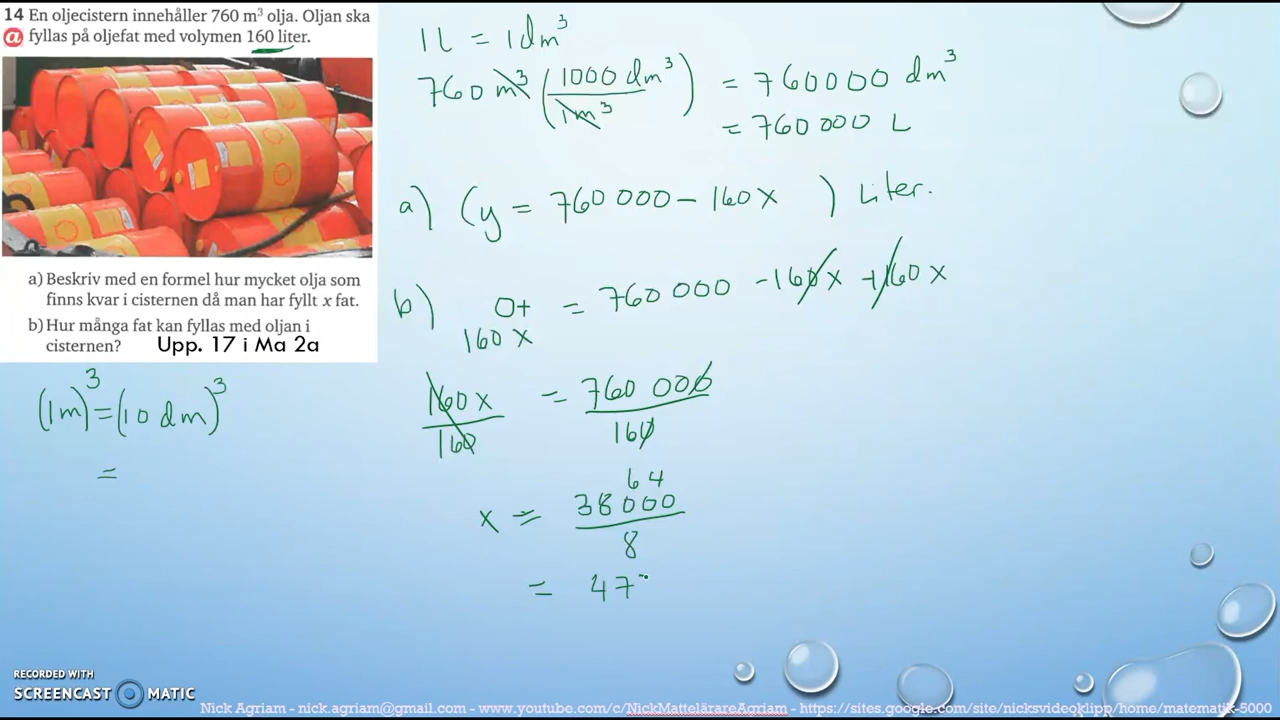 14 En oljecistern innehåller 760 m³ olja. Oljan ska
a fyllas på oljefat med volymen 160 liter.
a) Beskriv med en formel hur mycket olja som
finns kvar i cisternen då man har fyllt x fat.
b) Hur många fat kan fyllas med oljan i
cisternen? Upp. 17 i Ma 2a
(1m)³ = (10 dm)³
=
1L = 1dm³
760 m³ (1000 dm³ / 1m³) = 760000 dm³
= 760 000 L
a) (y = 760 000 - 160x ) Liter.
b) 0+ = 760 000 - 160x + 160x
160x
160x / 160 = 760 000 / 160
64
x = 38000 / 8
= 47
RECORDED WITH
SCREENCAST MATIC
Nick Agriam - nick.agriam@gmail.com - www.youtube.com/c/NickMattelärareAgriam - https://sites.google.com/site/nicksvideoklipp/home/matematik-5000